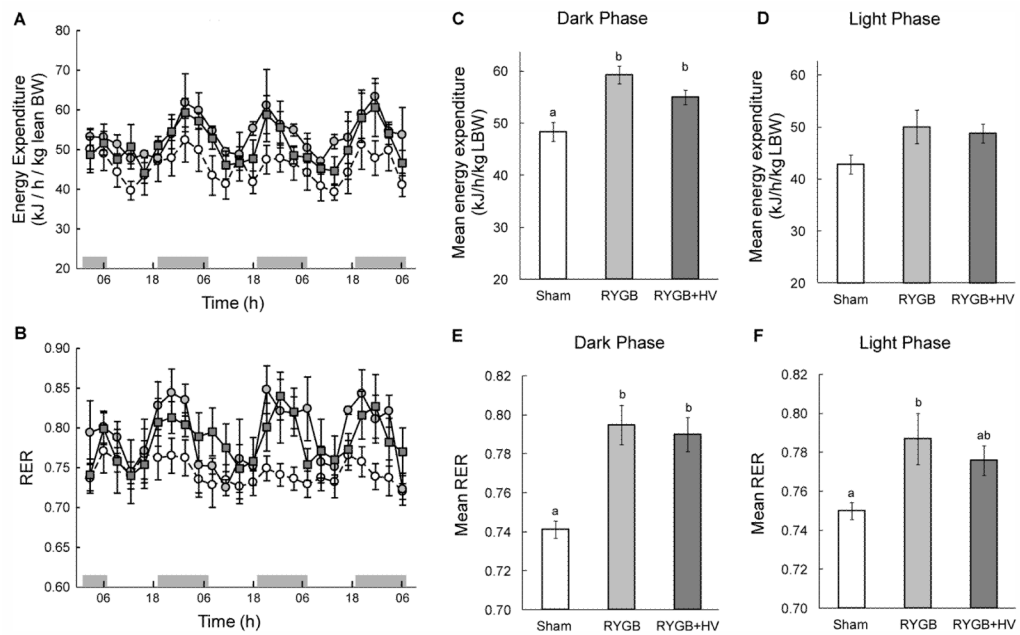 A
Energy Expenditure
(kJ / h / kg lean BW)
80
70
60
50
40
30
20
06
18
06
18
06
18
06
Time (h)
B
RER
0.90
0.85
0.80
0.75
0.70
0.65
0.60
06
18
06
18
06
18
06
Time (h)
C
Dark Phase
Mean energy expenditure
(kJ/h/kg LBW)
60
50
40
30
20
a
b
b
Sham
RYGB
RYGB+HV
D
Light Phase
Mean energy expenditure
(kJ/h/kg LBW)
60
50
40
30
20
Sham
RYGB
RYGB+HV
E
Dark Phase
Mean RER
0.82
0.80
0.78
0.76
0.74
0.72
0.70
a
b
b
Sham
RYGB
RYGB+HV
F
Light Phase
Mean RER
0.82
0.80
0.78
0.76
0.74
0.72
0.70
a
b
ab
Sham
RYGB
RYGB+HV